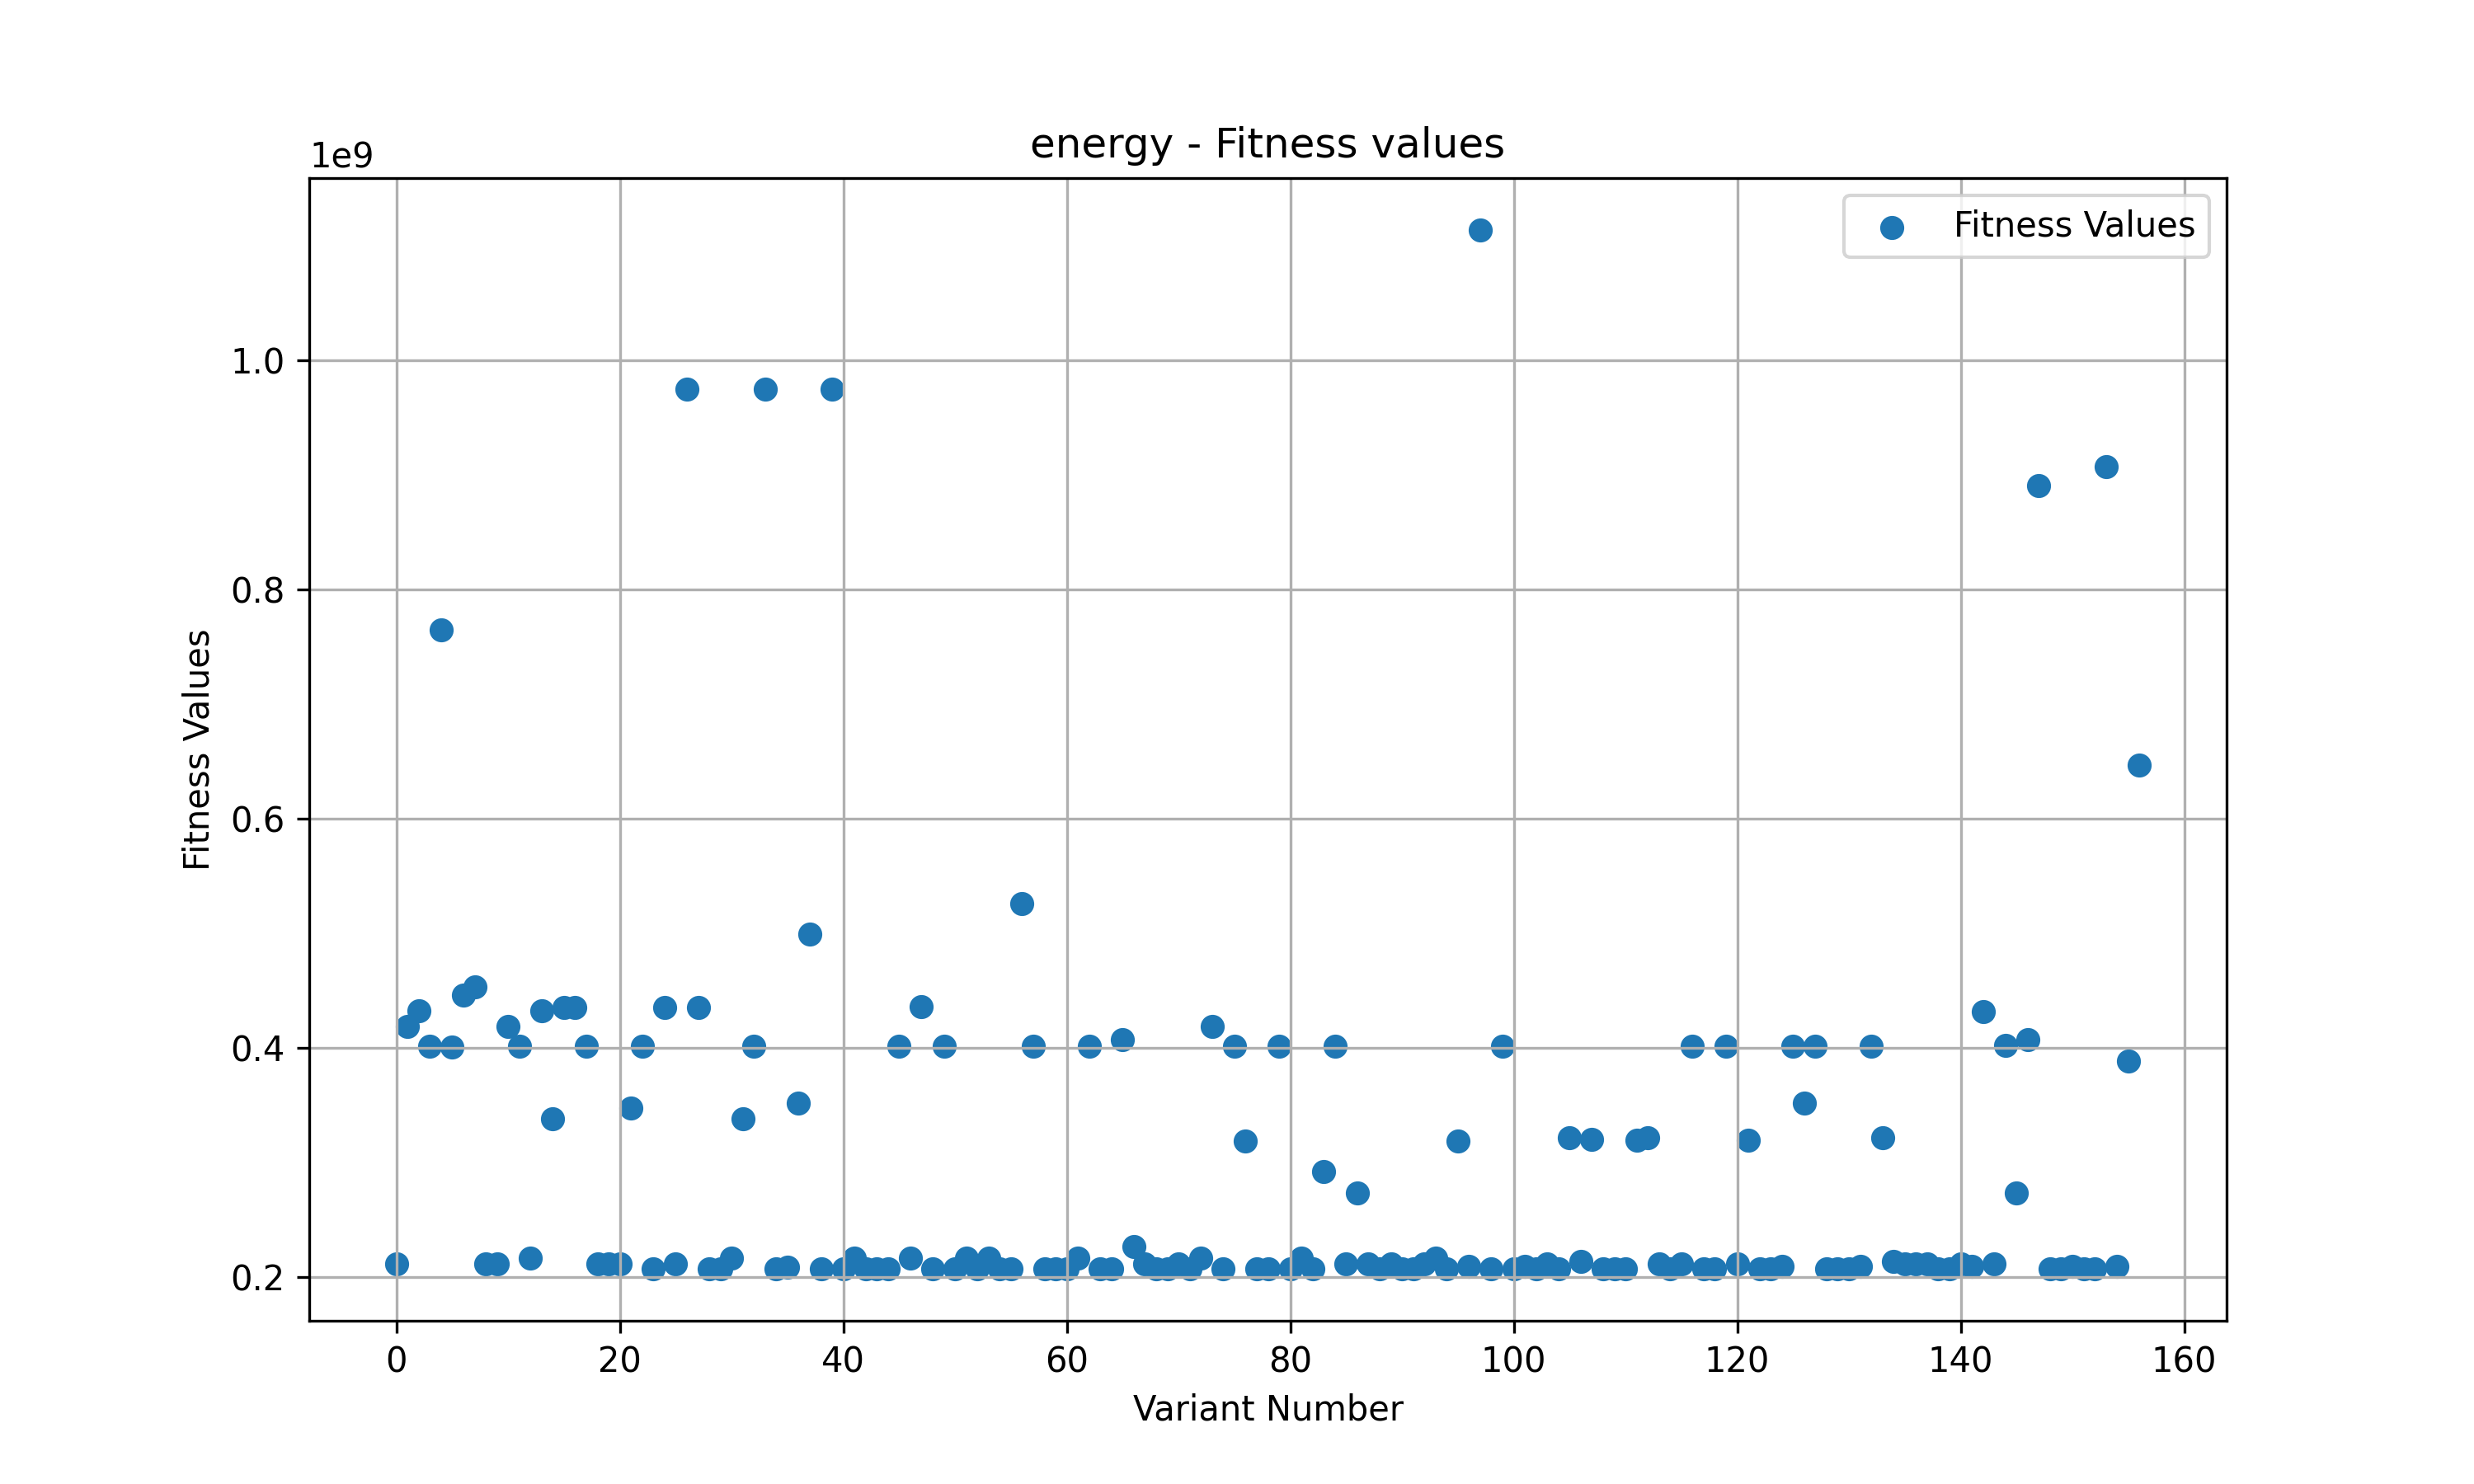 energy - Fitness values
1e9
Fitness Values
1.0
0.8
0.6
0.4
0.2
Fitness Values
0 20 40 60 80 100 120 140 160
Variant Number